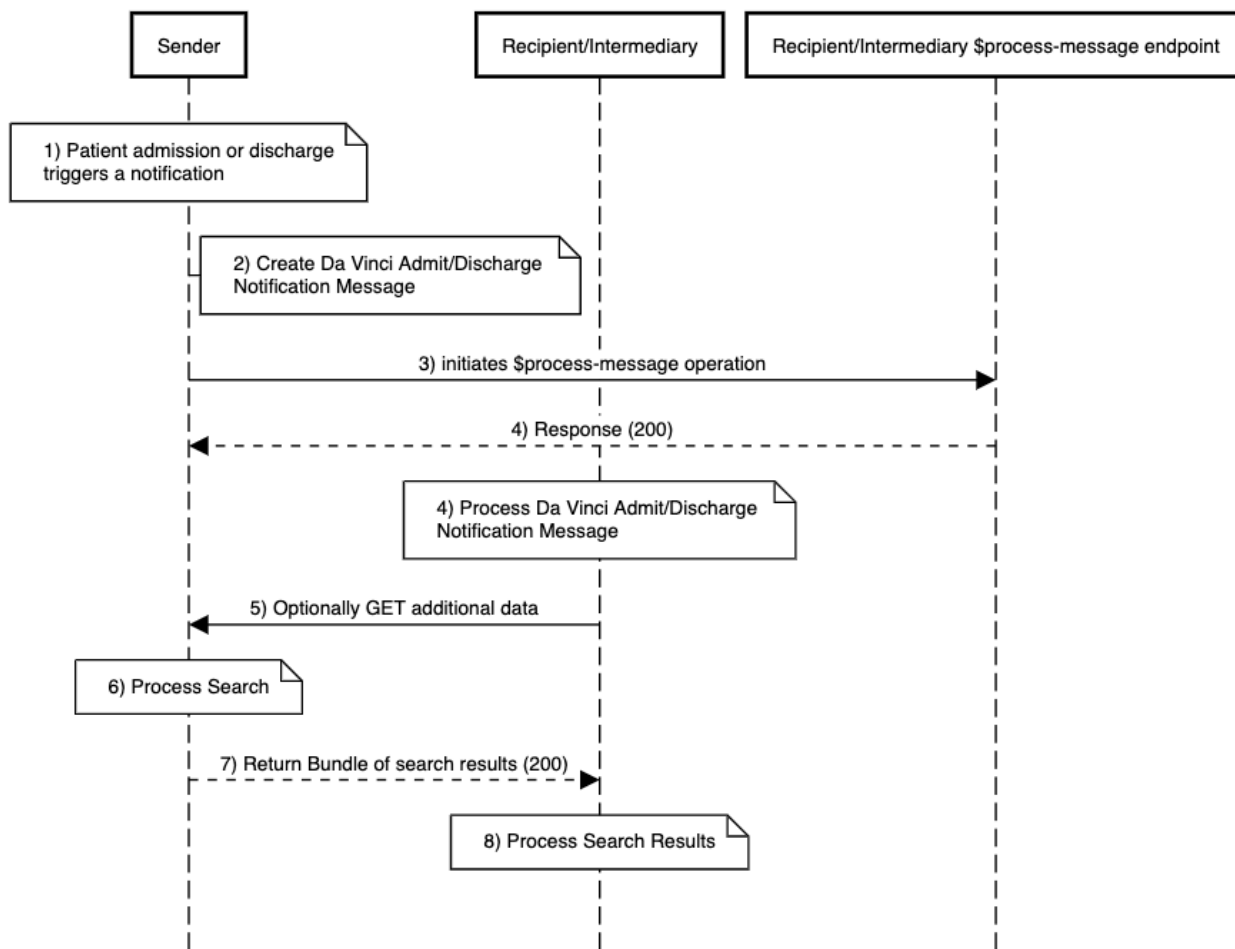 Sender
Recipient/Intermediary
Recipient/Intermediary $process-message endpoint
1) Patient admission or discharge
triggers a notification
2) Create Da Vinci Admit/Discharge
Notification Message
3) initiates $process-message operation
4) Response (200)
4) Process Da Vinci Admit/Discharge
Notification Message
5) Optionally GET additional data
6) Process Search
7) Return Bundle of search results (200)
8) Process Search Results